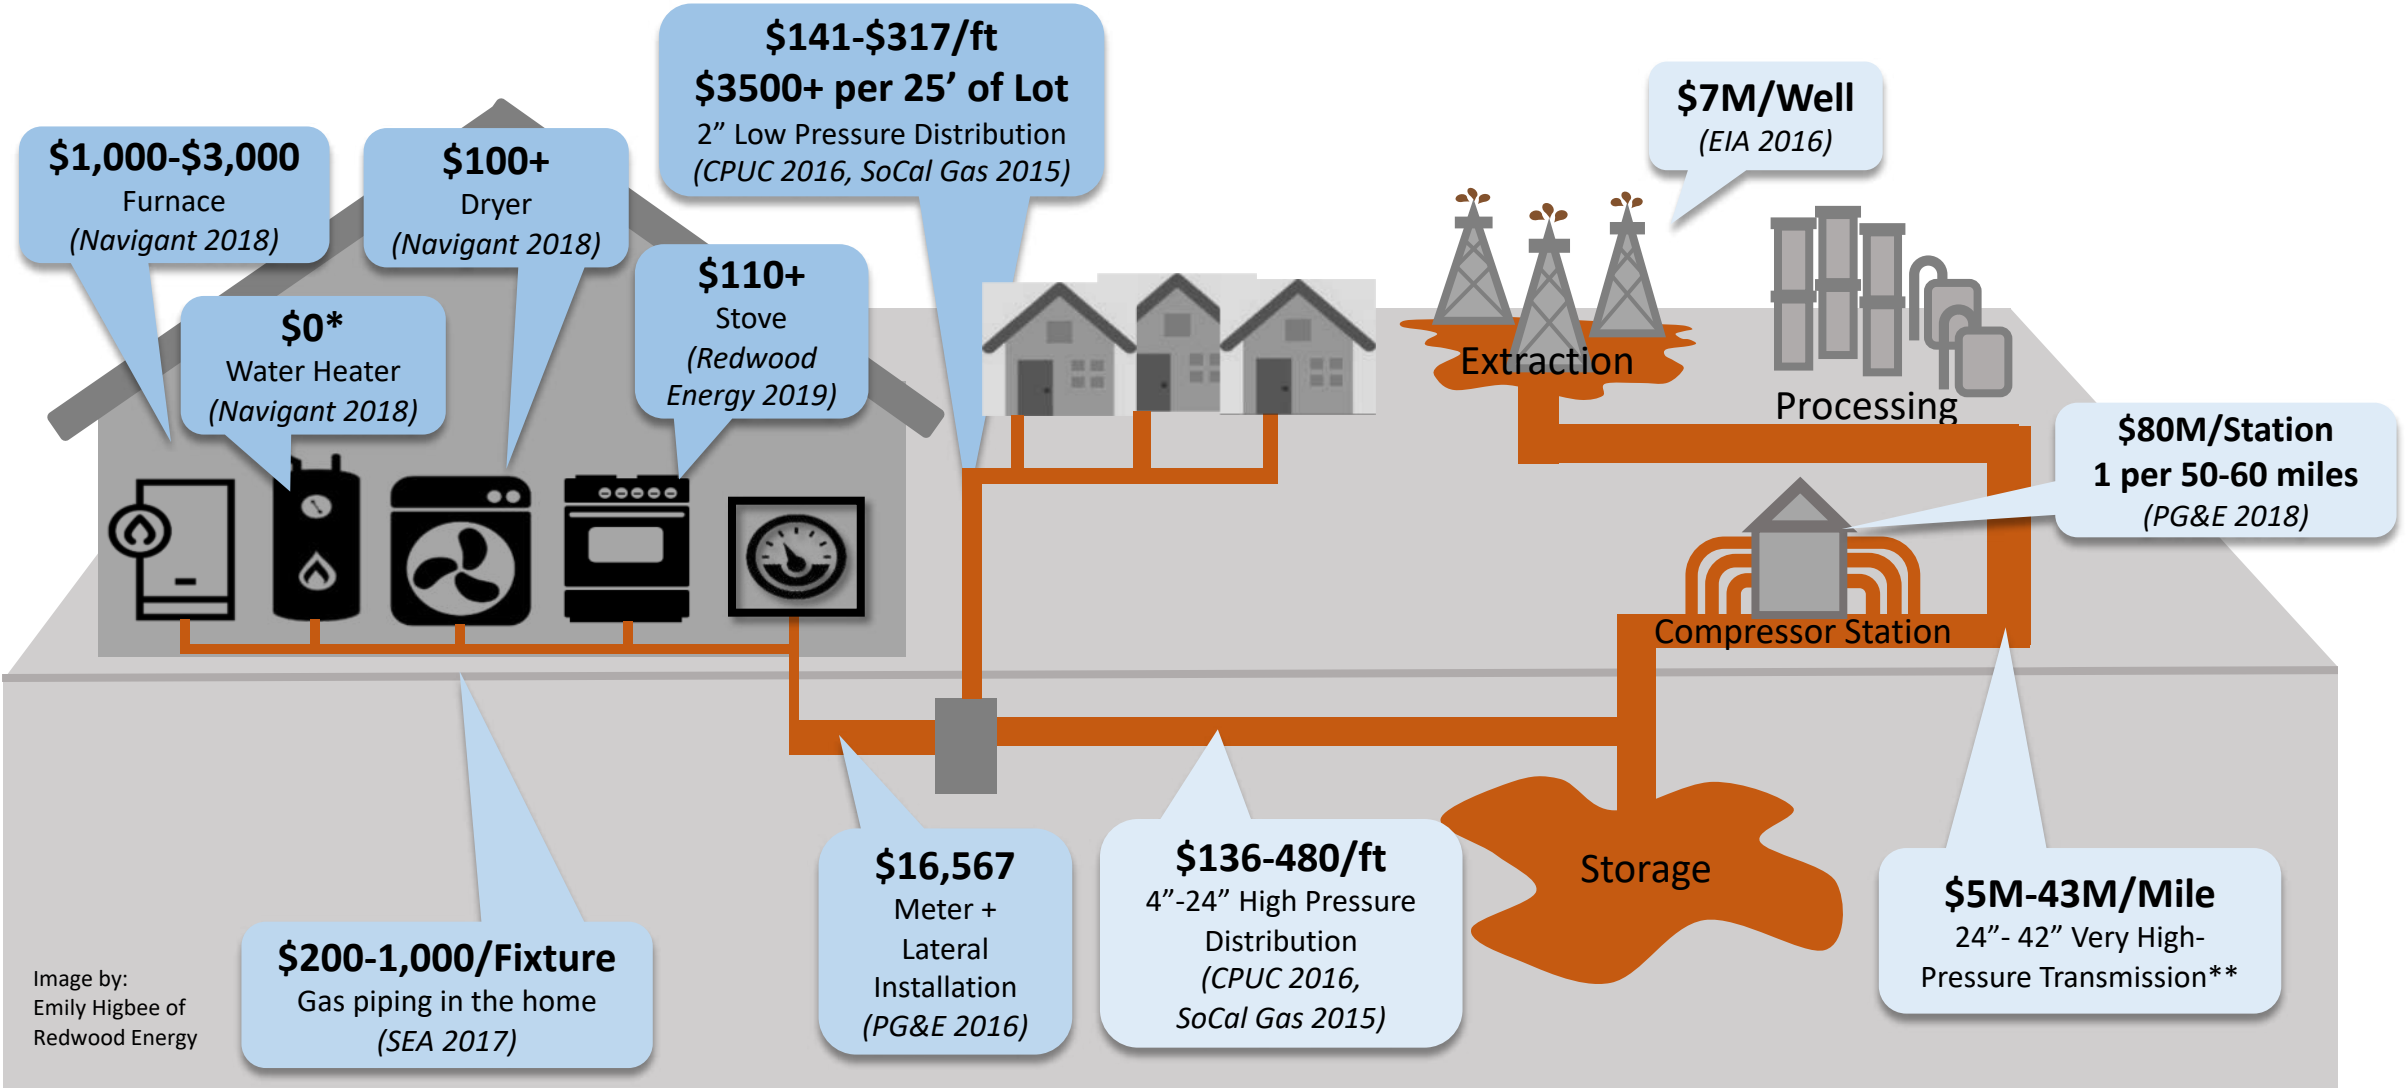 $141-$317/ft
$3500+ per 25’ of Lot
2” Low Pressure Distribution
(CPUC 2016, SoCal Gas 2015)
$7M/Well
(EIA 2016)
$1,000-$3,000
Furnace
(Navigant 2018)
$100+
Dryer
(Navigant 2018)
$110+
Stove
(Redwood
Energy 2019)
$0*
Water Heater
(Navigant 2018)
Extraction
Processing
$80M/Station
1 per 50-60 miles
(PG&E 2018)
Compressor Station
$16,567
Meter +
Lateral
Installation
(PG&E 2016)
$136-480/ft
4”-24” High Pressure
Distribution
(CPUC 2016,
SoCal Gas 2015)
Storage
$5M-43M/Mile
24”- 42” Very High-
Pressure Transmission**
$200-1,000/Fixture
Gas piping in the home
(SEA 2017)
Image by:
Emily Higbee of
Redwood Energy